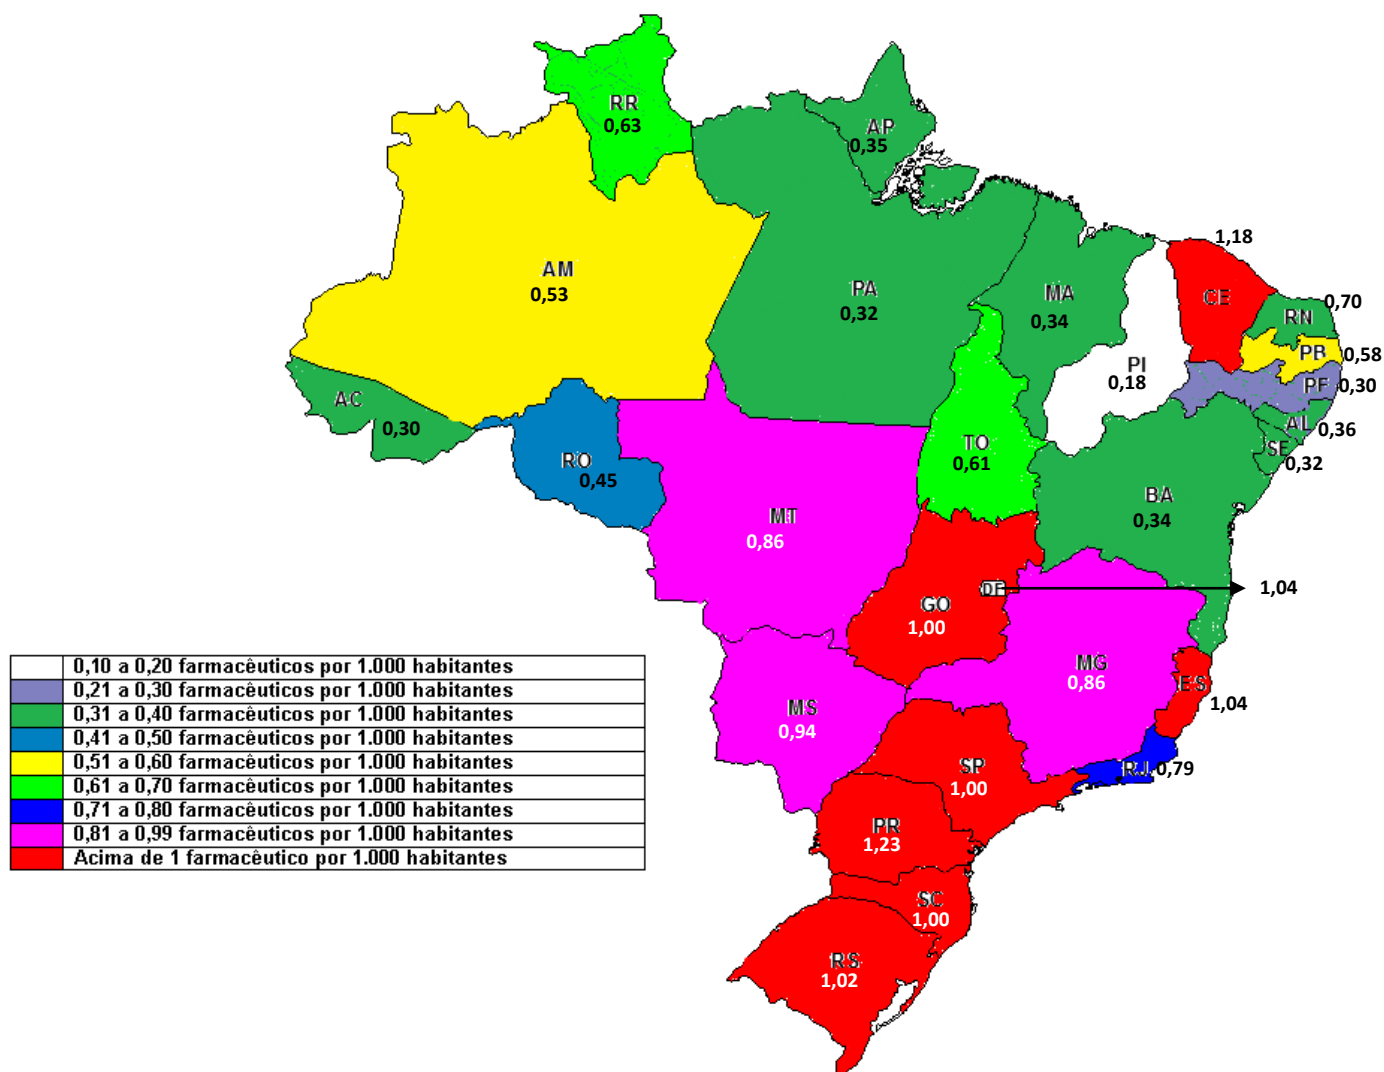 RR
0,63
AP
0,35
AM
0,53
PA
0,32
MA
0,34
1,18
CE
0,70
RN
PB
0,58
PI
0,18
PE
0,30
AC
0,30
AL
0,36
SE
0,32
TO
0,61
RO
0,45
BA
0,34
MT
0,86
DF
1,04
GO
1,00
MG
0,86
ES
1,04
MS
0,94
RJ
0,79
SP
1,00
PR
1,23
SC
1,00
RS
1,02
0,10 a 0,20 farmacêuticos por 1.000 habitantes
0,21 a 0,30 farmacêuticos por 1.000 habitantes
0,31 a 0,40 farmacêuticos por 1.000 habitantes
0,41 a 0,50 farmacêuticos por 1.000 habitantes
0,51 a 0,60 farmacêuticos por 1.000 habitantes
0,61 a 0,70 farmacêuticos por 1.000 habitantes
0,71 a 0,80 farmacêuticos por 1.000 habitantes
0,81 a 0,99 farmacêuticos por 1.000 habitantes
Acima de 1 farmacêutico por 1.000 habitantes